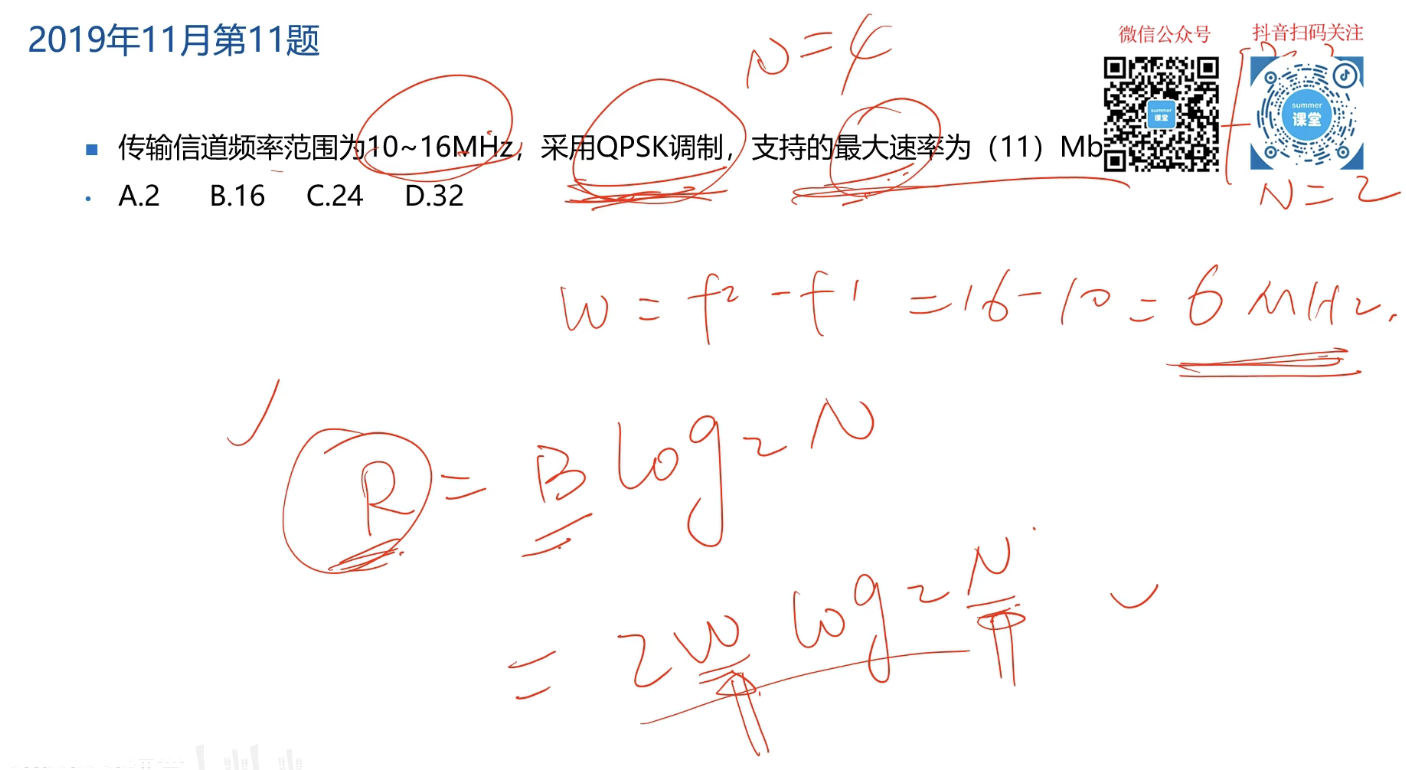 2019年11月第11题
N=4
微信公众号
抖音扫码关注
summer
课堂
summer
课堂
传输信道频率范围为10~16MHz，采用QPSK调制，支持的最大速率为（11）Mb
A.2 B.16 C.24 D.32
N=2
W = f2 - f1 = 16-10 = 6 MHz.
R = B log2 N
= 2W log2 N